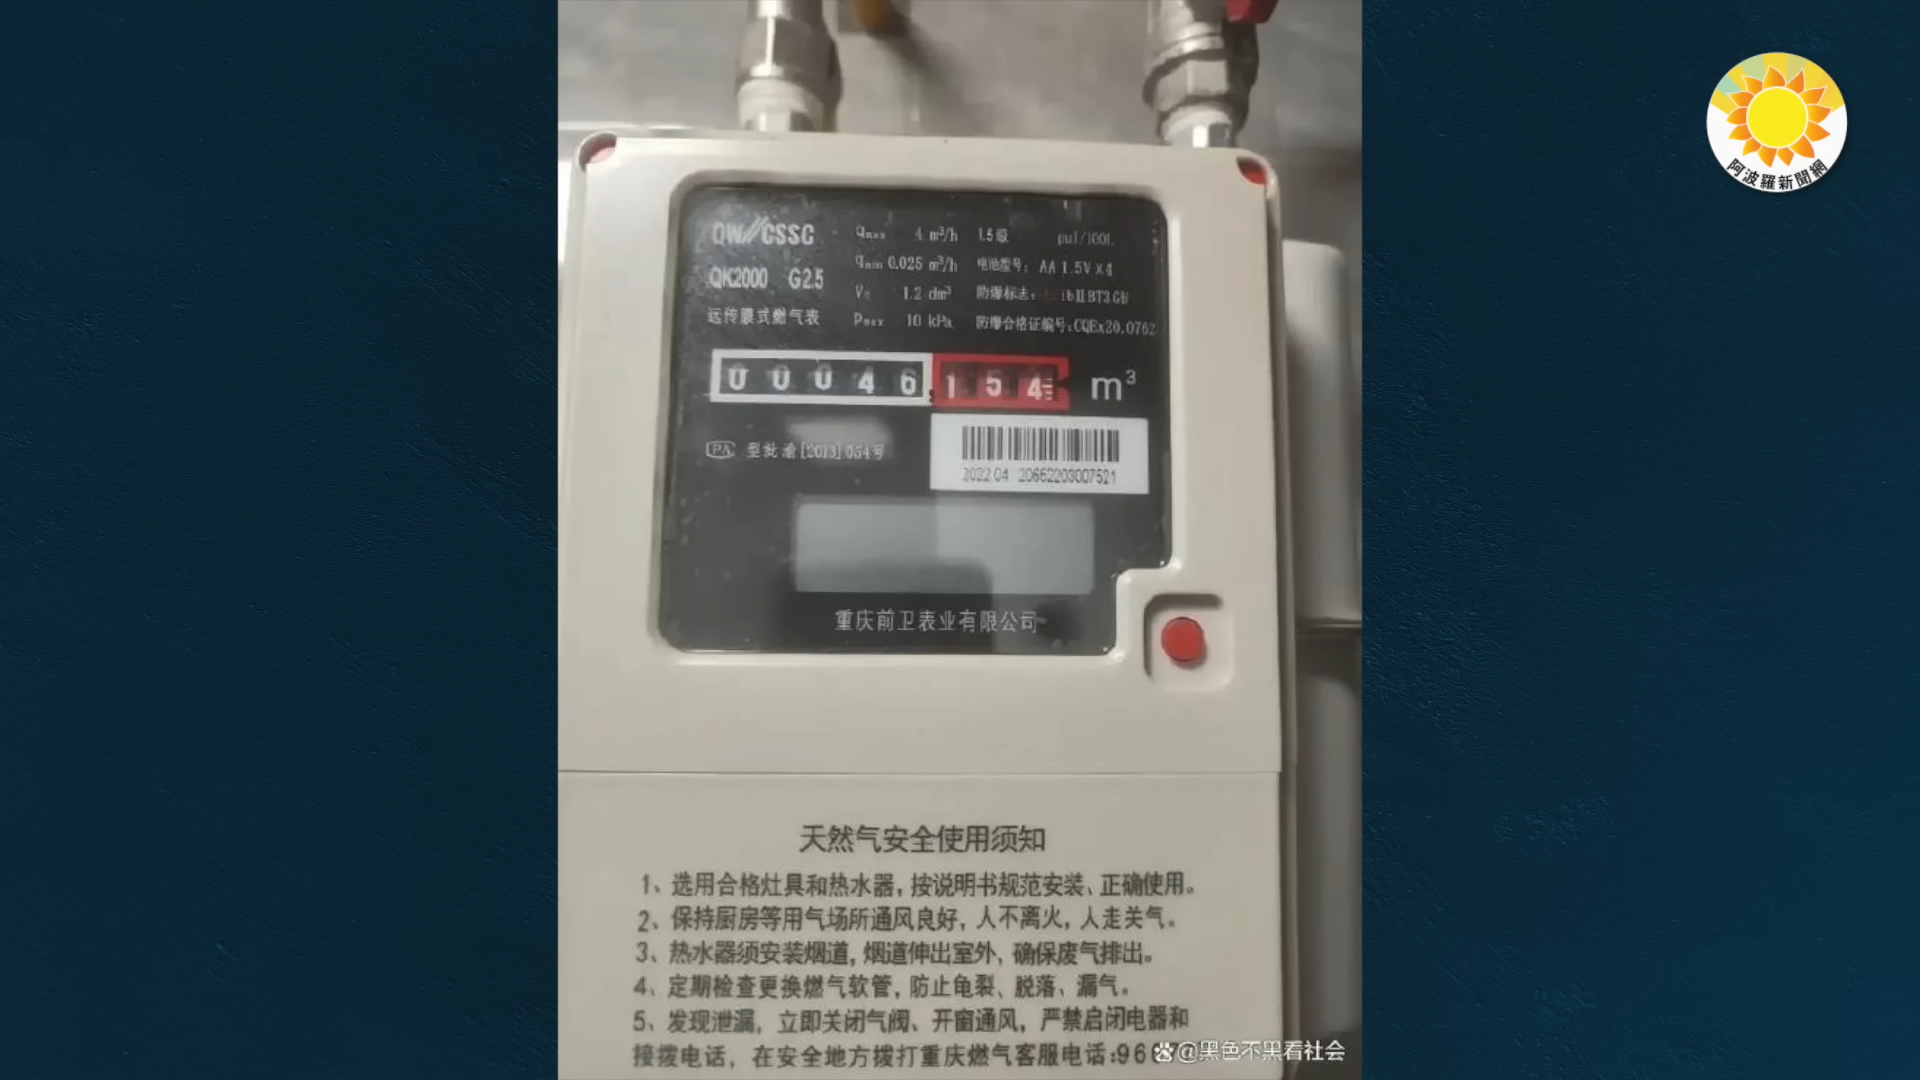 阿波羅新聞網
QW CSSC
qmax 4 m³/h 1.5级 pul/100L
QK2000 G2.5
qmin 0.025 m³/h 电池型号: AA 1.5V×4
Vc 1.2 dm³ 防爆标志: ibⅡBT3Gb
远传膜式燃气表
Pmax 10 kPa 防爆合格证编号:CQEx20.0762
00046154 m³
PA 型批 渝[2013]054号
2022 04 20662203007521
重庆前卫表业有限公司
天然气安全使用须知
1、选用合格灶具和热水器,按说明书规范安装、正确使用。
2、保持厨房等用气场所通风良好,人不离火,人走关气。
3、热水器须安装烟道,烟道伸出室外,确保废气排出。
4、定期检查更换燃气软管,防止龟裂、脱落、漏气。
5、发现泄漏,立即关闭气阀、开窗通风,严禁启闭电器和
接拨电话,在安全地方拨打重庆燃气客服电话:96
@黑色不黑看社会